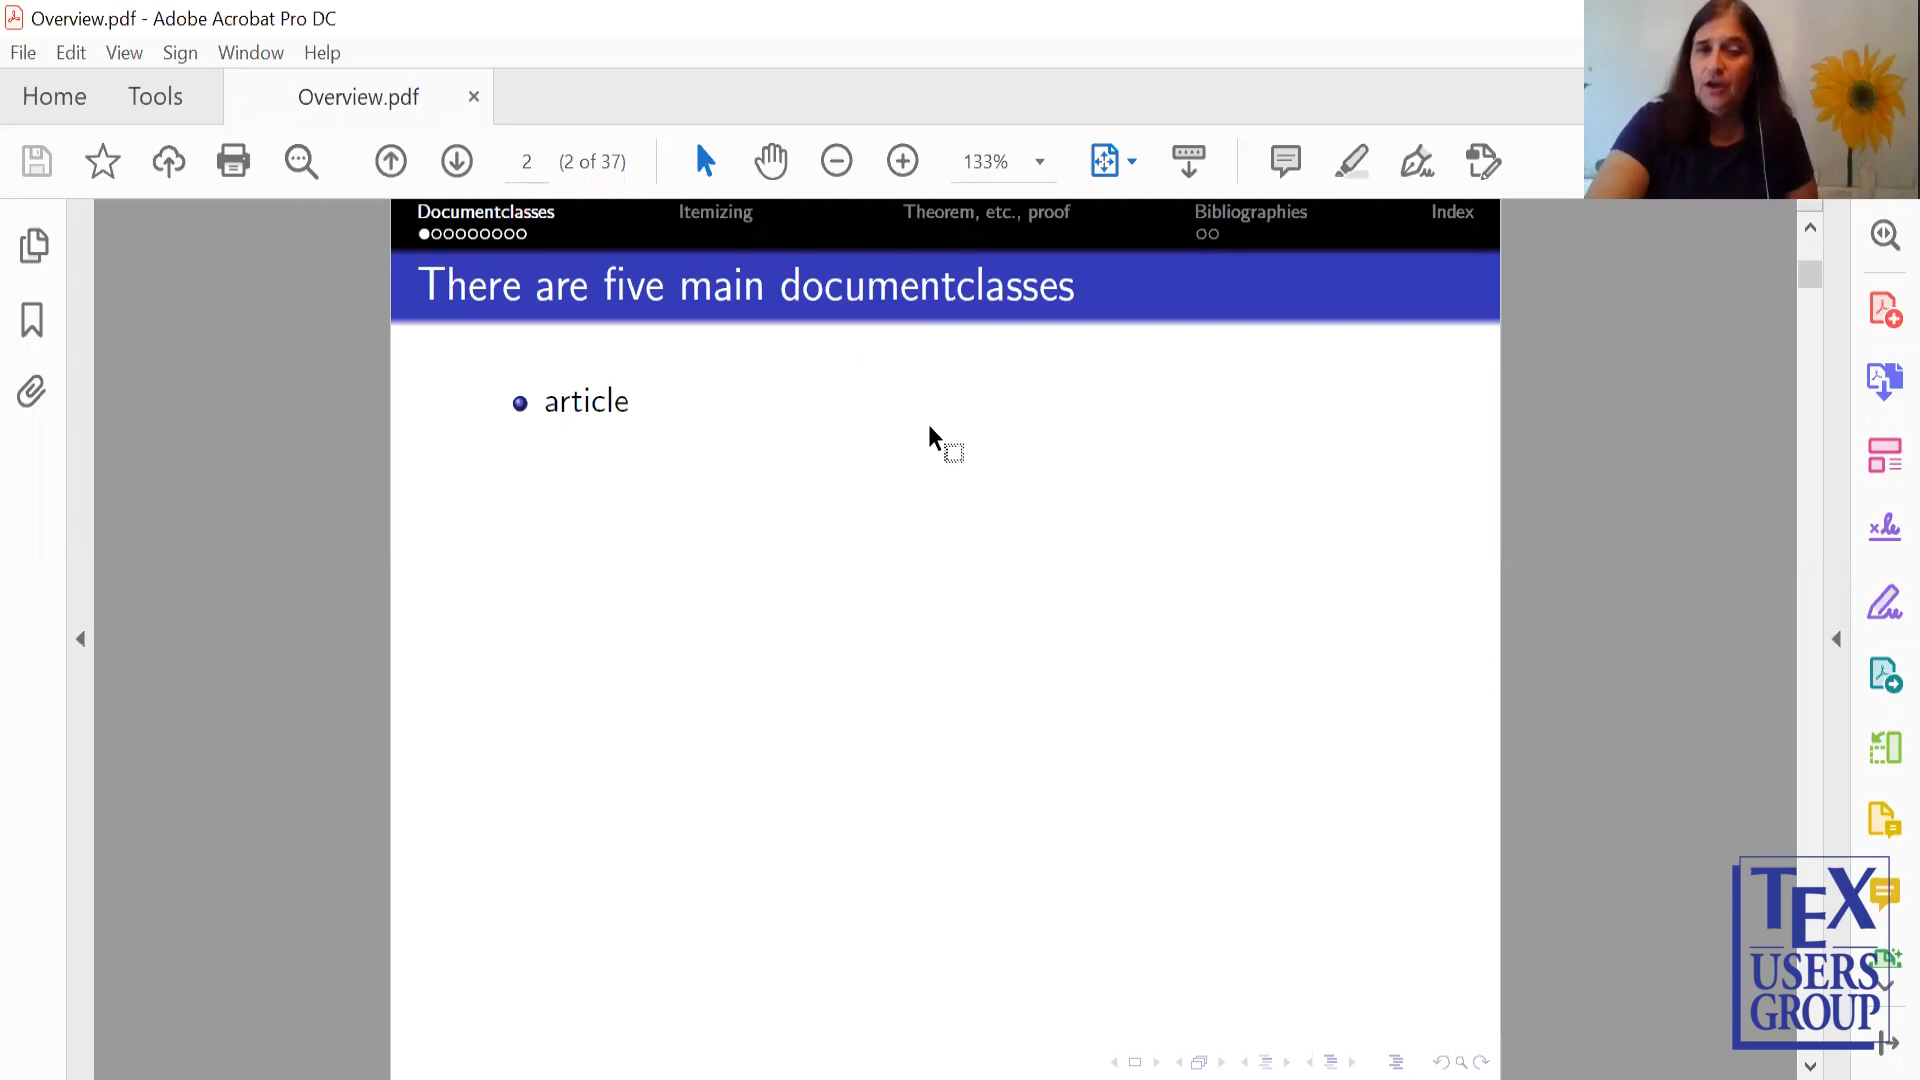 Overview.pdf - Adobe Acrobat Pro DC
File Edit View Sign Window Help
Home Tools Overview.pdf ×
2 (2 of 37) 133%
Documentclasses Itemizing Theorem, etc., proof Bibliographies Index
There are five main documentclasses
article
TEX
USERS
GROUP